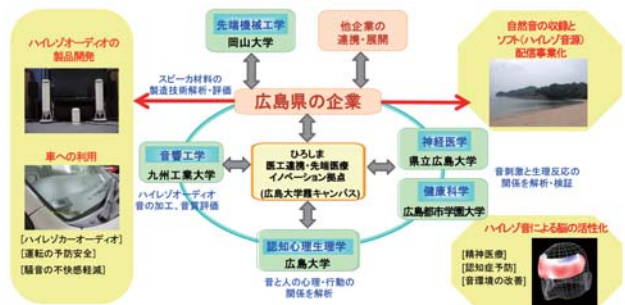 ハイレゾオーディオの
製品開発
車への利用
[ハイレゾカーオーディオ]
[運転の予防安全]
[騒音の不快感軽減]
先端機械工学
岡山大学
他企業の
連携・展開
スピーカ材料の
製造技術解析・評価
広島県の企業
音響工学
九州工業大学
ハイレゾオーディオ
音の加工、音質評価
ひろしま
医工連携・先端医療
イノベーション拠点
(広島大学霞キャンパス)
神経医学
県立広島大学
健康科学
広島都市学園大学
認知心理生理学
広島大学
音と人の心理・行動の
関係を解析
自然音の収録と
ソフト(ハイレゾ音源)
配信事業化
音刺激と生理反応の
関係を解析・検証
ハイレゾ音による脳の活性化
[精神医療]
[認知症予防]
[音環境の改善]